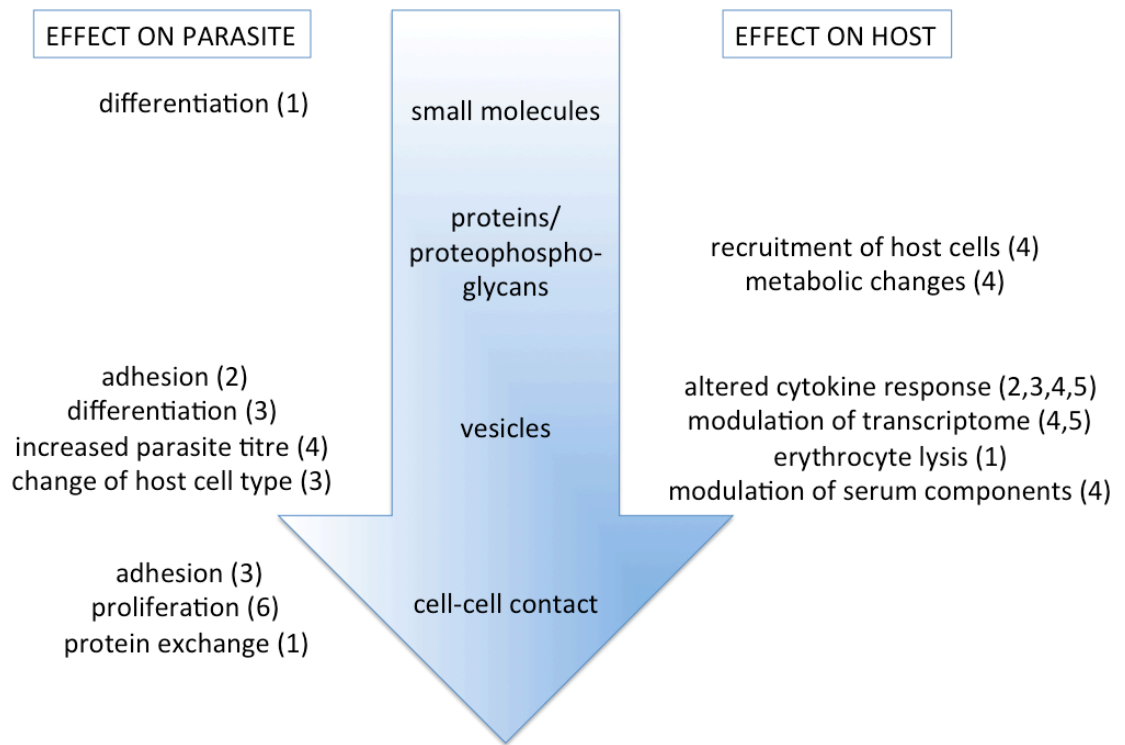 EFFECT ON PARASITE
EFFECT ON HOST
differentiation (1)
small molecules
proteins/
proteophospho-
glycans
recruitment of host cells (4)
metabolic changes (4)
adhesion (2)
differentiation (3)
increased parasite titre (4)
change of host cell type (3)
vesicles
altered cytokine response (2,3,4,5)
modulation of transcriptome (4,5)
erythrocyte lysis (1)
modulation of serum components (4)
adhesion (3)
proliferation (6)
protein exchange (1)
cell-cell contact